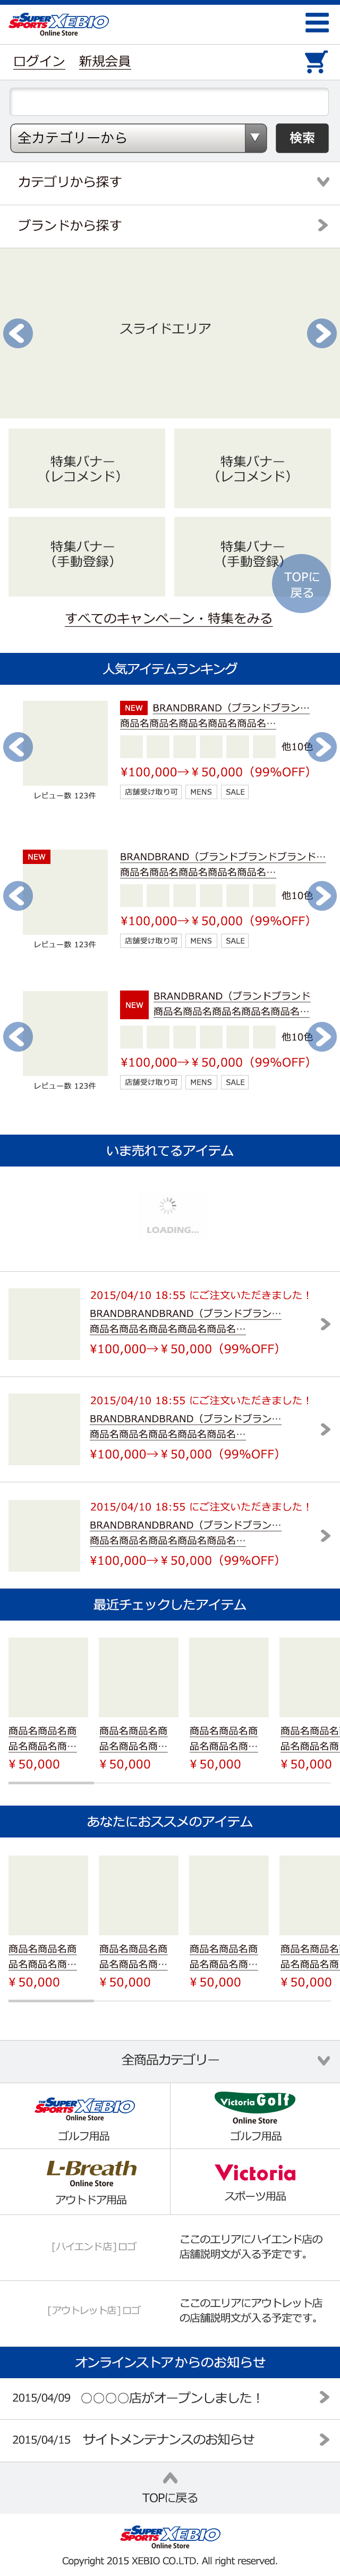 THE SUPER SPORTS XEBIO
Online Store
ログイン 新規会員
全カテゴリーから ▼ 検索
カテゴリから探す
ブランドから探す
スライドエリア
特集バナー
（レコメンド）
特集バナー
（レコメンド）
特集バナー
（手動登録）
特集バナー
（手動登録）
TOPに
戻る
すべてのキャンペーン・特集をみる
人気アイテムランキング
NEW BRANDBRAND（ブランドブラン…
商品名商品名商品名商品名商品名…
他10色
¥100,000→¥50,000（99%OFF）
レビュー数 123件
店舗受け取り可 MENS SALE
NEW
BRANDBRAND（ブランドブランドブランド…
商品名商品名商品名商品名商品名…
他10色
¥100,000→¥50,000（99%OFF）
レビュー数 123件
店舗受け取り可 MENS SALE
NEW
BRANDBRAND（ブランドブランド
商品名商品名商品名商品名商品名…
他10色
¥100,000→¥50,000（99%OFF）
レビュー数 123件
店舗受け取り可 MENS SALE
いま売れてるアイテム
LOADING...
2015/04/10 18:55 にご注文いただきました！
BRANDBRANDBRAND（ブランドブラン…
商品名商品名商品名商品名商品名…
¥100,000→¥50,000（99%OFF）
2015/04/10 18:55 にご注文いただきました！
BRANDBRANDBRAND（ブランドブラン…
商品名商品名商品名商品名商品名…
¥100,000→¥50,000（99%OFF）
2015/04/10 18:55 にご注文いただきました！
BRANDBRANDBRAND（ブランドブラン…
商品名商品名商品名商品名商品名…
¥100,000→¥50,000（99%OFF）
最近チェックしたアイテム
商品名商品名商 商品名商品名商 商品名商品名商 商品名商品名
品名商品名商… 品名商品名商… 品名商品名商… 品名商品名商
¥50,000 ¥50,000 ¥50,000 ¥50,000
あなたにおススメのアイテム
商品名商品名商 商品名商品名商 商品名商品名商 商品名商品名
品名商品名商… 品名商品名商… 品名商品名商… 品名商品名商
¥50,000 ¥50,000 ¥50,000 ¥50,000
全商品カテゴリー
THE SUPER SPORTS XEBIO
Online Store
ゴルフ用品
Victoria Golf
Online Store
ゴルフ用品
L-Breath
Online Store
アウトドア用品
Victoria
スポーツ用品
[ハイエンド店]ロゴ
ここのエリアにハイエンド店の
店舗説明文が入る予定です。
[アウトレット店]ロゴ
ここのエリアにアウトレット店
の店舗説明文が入る予定です。
オンラインストアからのお知らせ
2015/04/09 〇〇〇〇店がオープンしました！
2015/04/15 サイトメンテナンスのお知らせ
TOPに戻る
THE SUPER SPORTS XEBIO
Online Store
Copyright 2015 XEBIO CO.LTD. All right reserved.